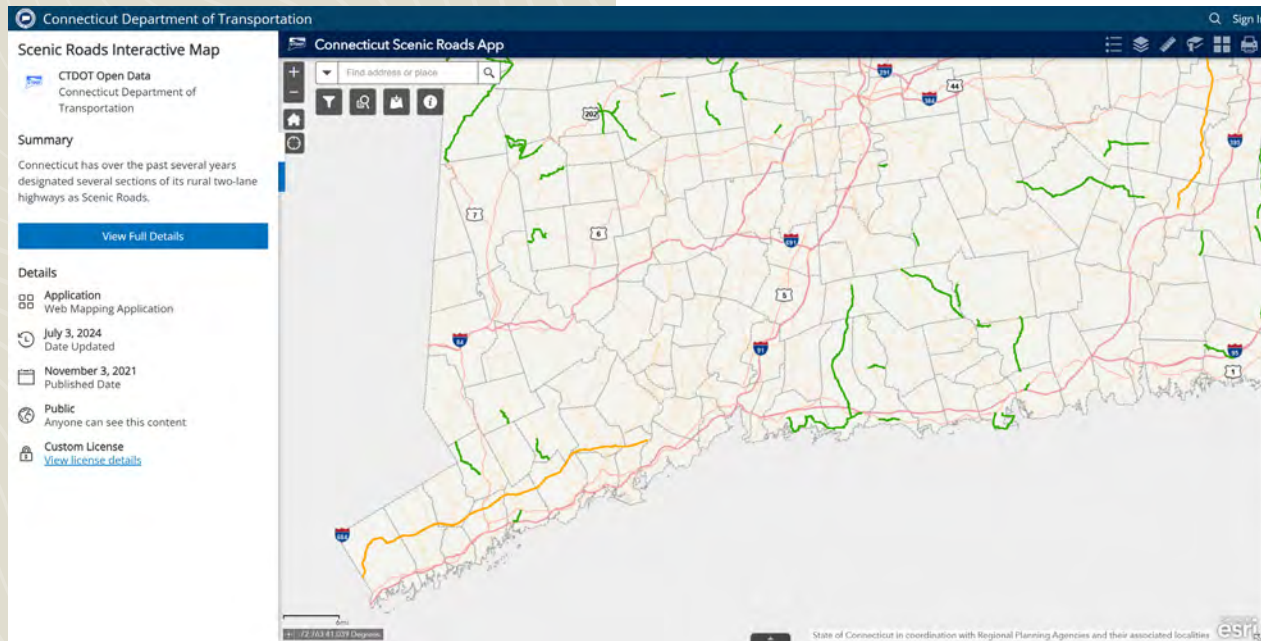 Connecticut Department of Transportation
Sign In
Scenic Roads Interactive Map
CTDOT Open Data
Connecticut Department of
Transportation
Summary
Connecticut has over the past several years
designated several sections of its rural two-lane
highways as Scenic Roads.
View Full Details
Details
Application
Web Mapping Application
July 3, 2024
Date Updated
November 3, 2021
Published Date
Public
Anyone can see this content
Custom License
View license details
Connecticut Scenic Roads App
+
Find address or place
−
291
44
384
202
395
7
6
691
5
84
91
95
1
684
6mi
-72.763 41.039 Degrees
State of Connecticut in coordination with Regional Planning Agencies and their associated localities
esri